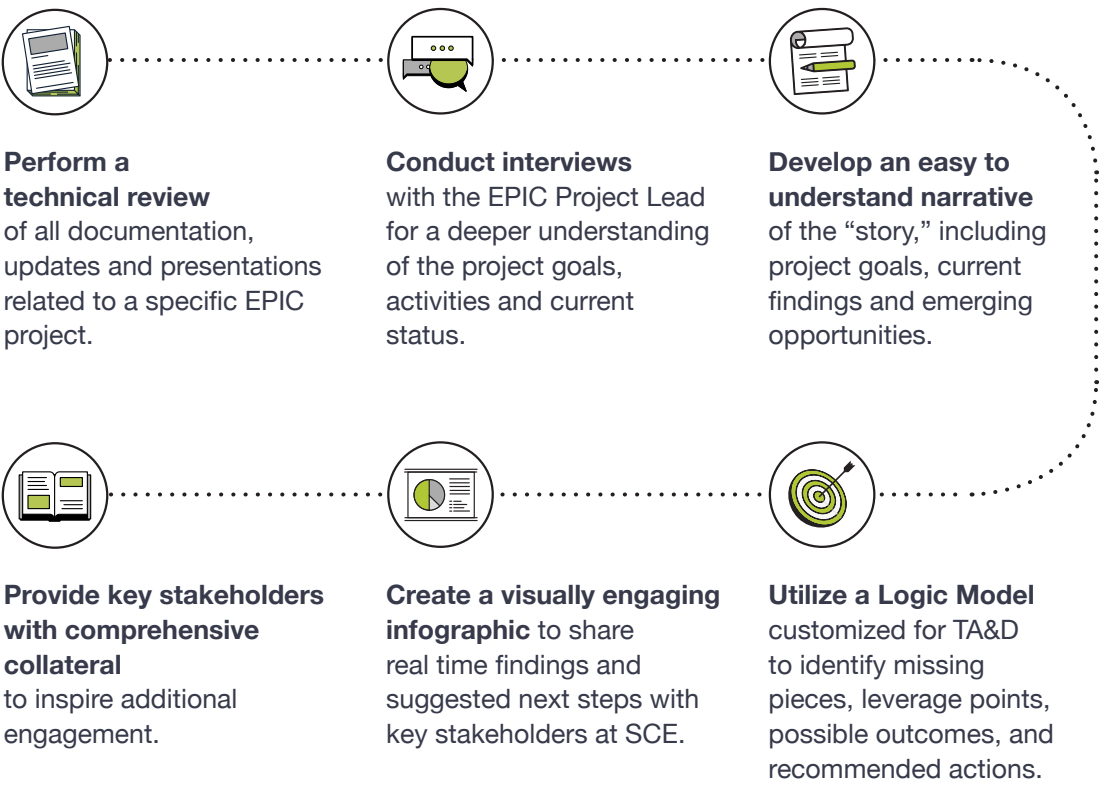 Perform a
technical review
of all documentation,
updates and presentations
related to a specific EPIC
project.
Conduct interviews
with the EPIC Project Lead
for a deeper understanding
of the project goals,
activities and current
status.
Develop an easy to
understand narrative
of the “story,” including
project goals, current
findings and emerging
opportunities.
Utilize a Logic Model
customized for TA&D
to identify missing
pieces, leverage points,
possible outcomes, and
recommended actions.
Create a visually engaging
infographic to share
real time findings and
suggested next steps with
key stakeholders at SCE.
Provide key stakeholders
with comprehensive
collateral
to inspire additional
engagement.